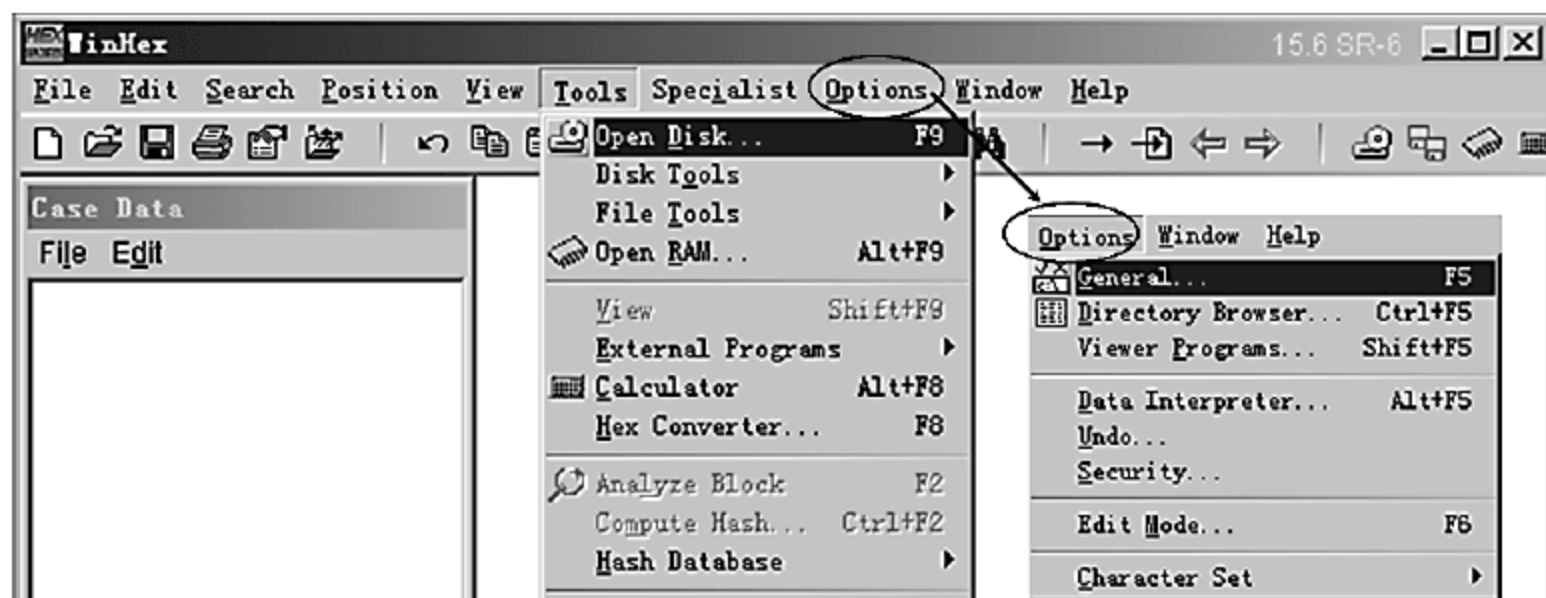 WinHex 15.6 SR-6
File Edit Search Position View Tools Specialist Options Window Help
Case Data
File Edit
Open Disk... F9
Disk Tools
File Tools
Open RAM... Alt+F9
View Shift+F9
External Programs
Calculator Alt+F8
Hex Converter... F8
Analyze Block F2
Compute Hash... Ctrl+F2
Hash Database
Options Window Help
General... F5
Directory Browser... Ctrl+F5
Viewer Programs... Shift+F5
Data Interpreter... Alt+F5
Undo...
Security...
Edit Mode... F6
Character Set